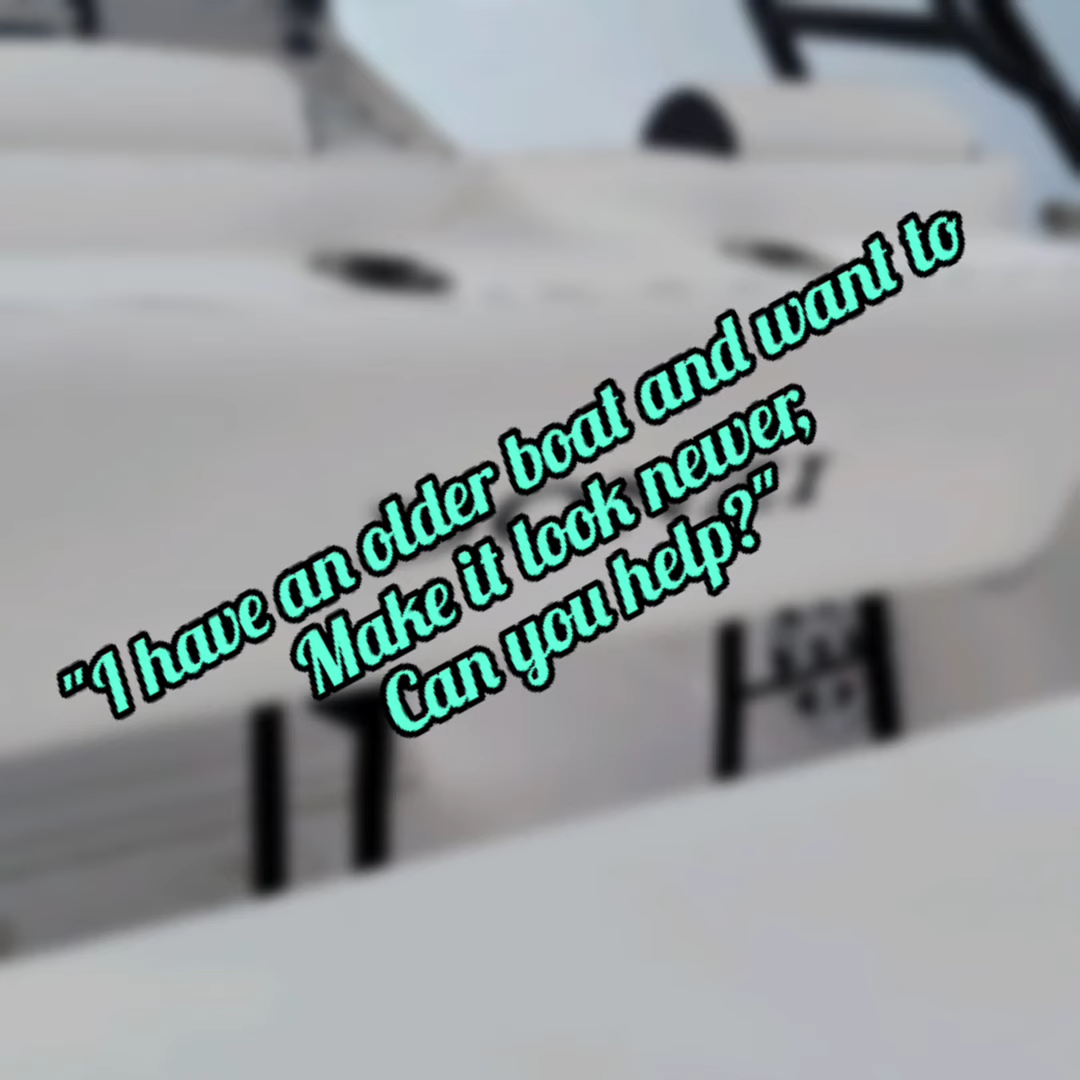 "I have an older boat and want to
Make it look newer,
Can you help?"